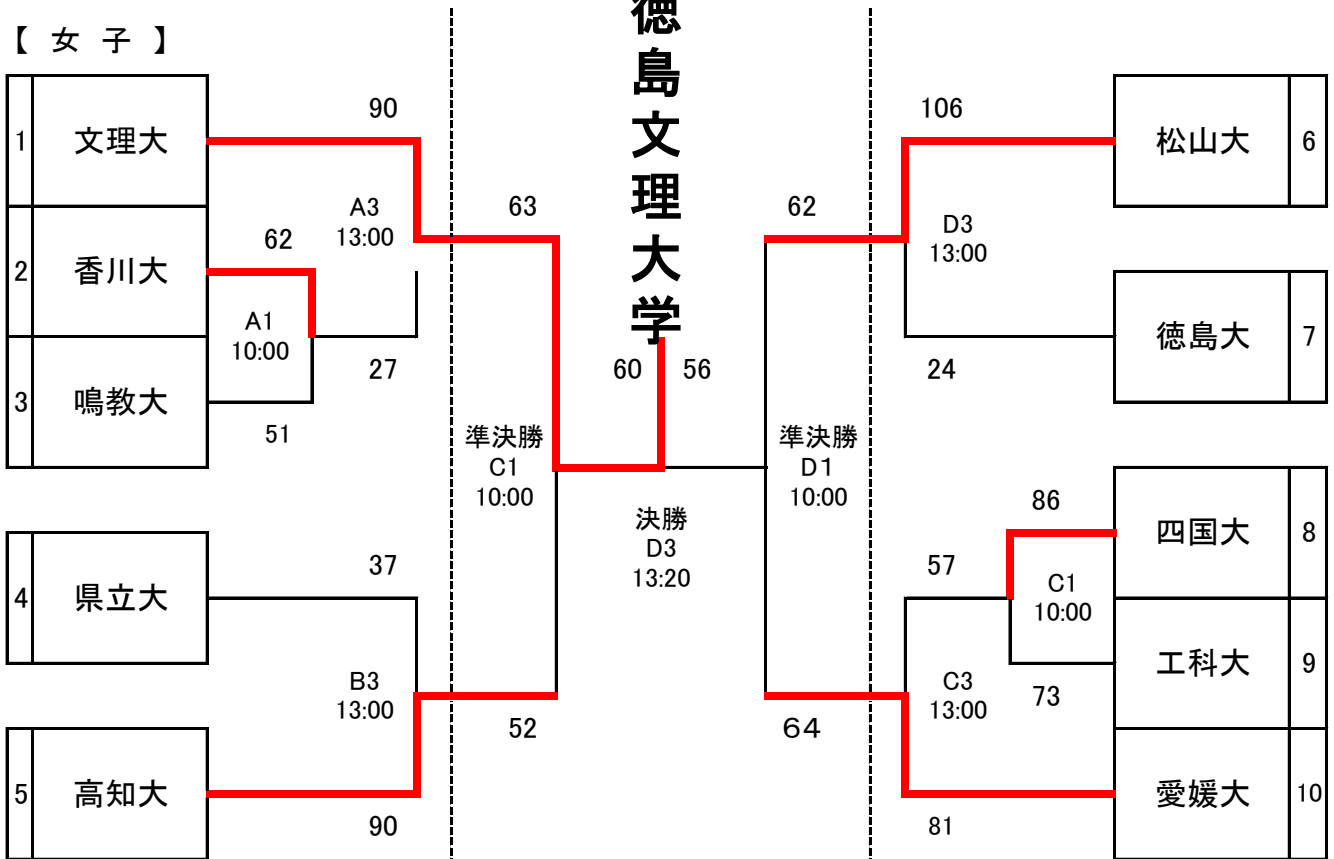 【 女 子 】
徳島文理大学
1 文理大
2 香川大
3 鳴教大
4 県立大
5 高知大
90
A3
13:00
62
A1
10:00
27
51
37
B3
13:00
90
63
準決勝
C1
10:00
52
60 56
決勝
D3
13:20
62
準決勝
D1
10:00
64
106
D3
13:00
24
86
57
C1
10:00
C3
13:00
73
81
松山大 6
徳島大 7
四国大 8
工科大 9
愛媛大 10